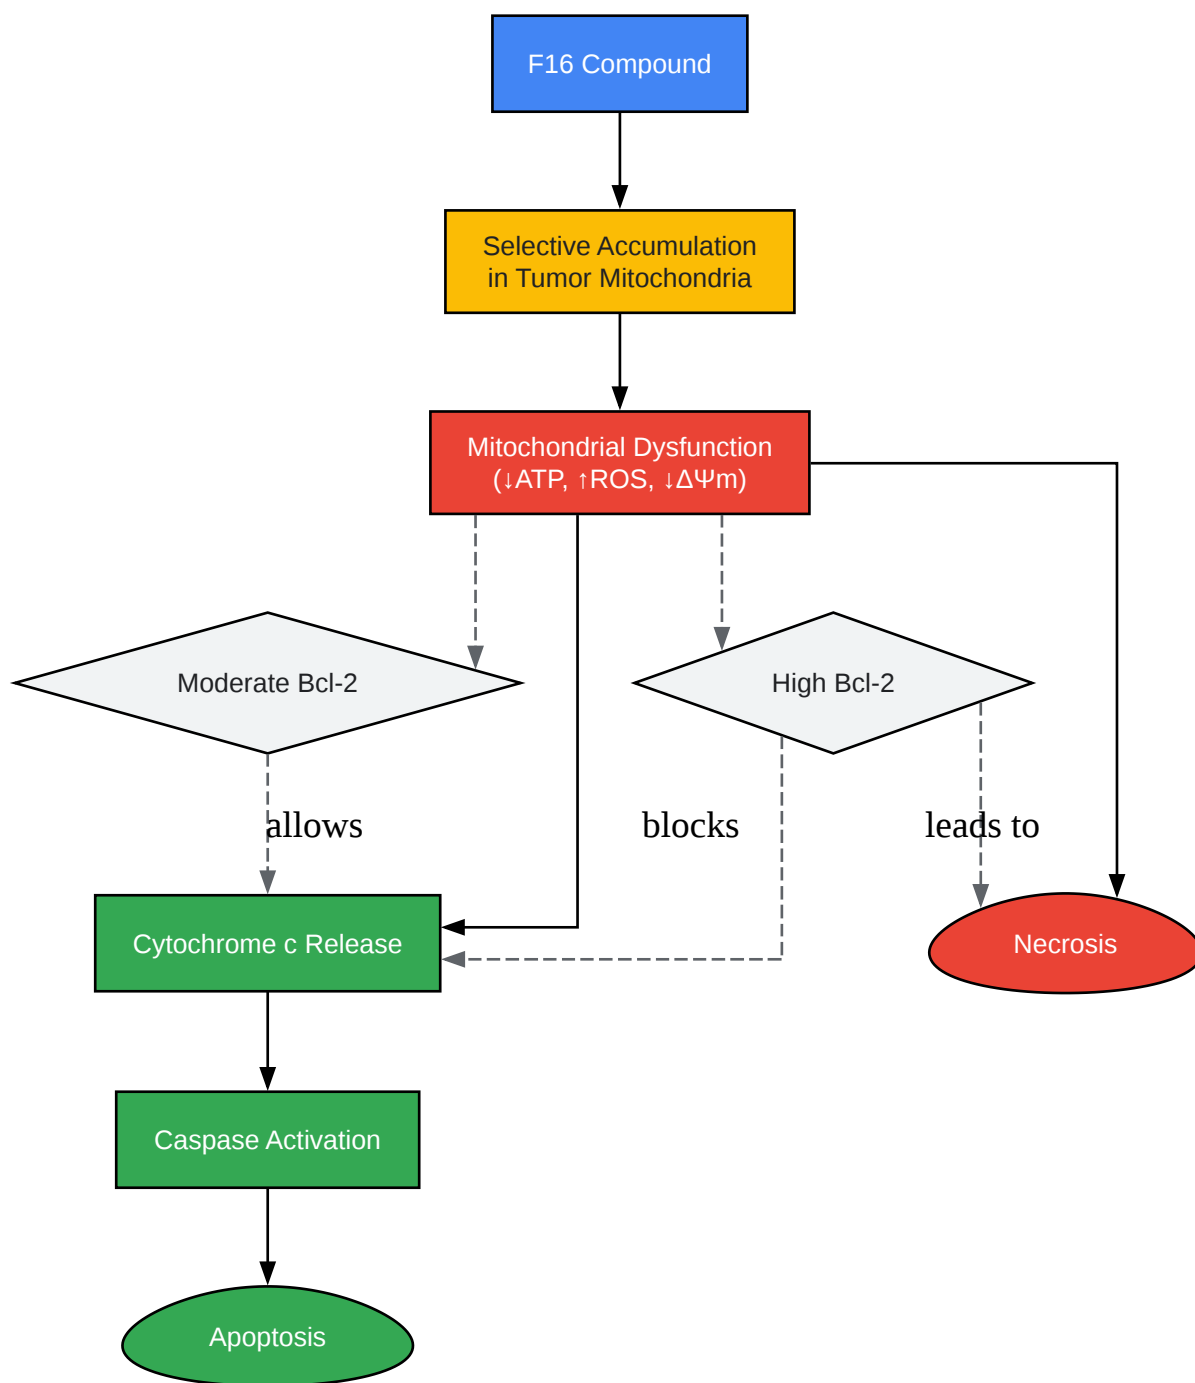 F16 Compound
Selective Accumulation
in Tumor Mitochondria
Mitochondrial Dysfunction
(↓ATP, ↑ROS, ↓ΔΨm)
Moderate Bcl-2
High Bcl-2
allows
blocks
leads to
Cytochrome c Release
Necrosis
Caspase Activation
Apoptosis